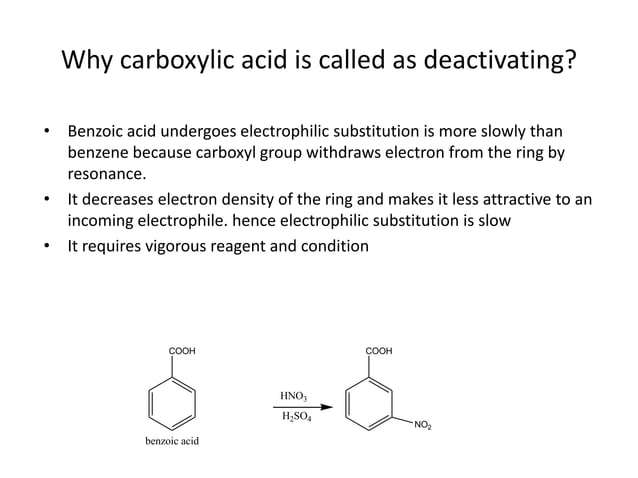 Why carboxylic acid is called as deactivating?
• Benzoic acid undergoes electrophilic substitution is more slowly than
benzene because carboxyl group withdraws electron from the ring by
resonance.
• It decreases electron density of the ring and makes it less attractive to an
incoming electrophile. hence electrophilic substitution is slow
• It requires vigorous reagent and condition
COOH
benzoic acid
HNO3
H2SO4
COOH
NO2